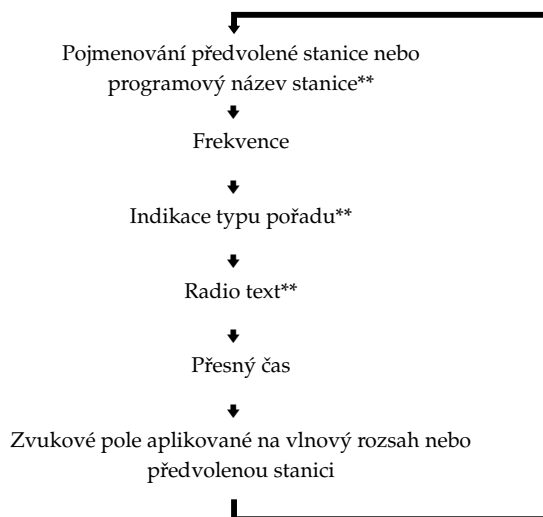 Pojmenování předvolené stanice nebo
programový název stanice**
Frekvence
Indikace typu pořadu**
Radio text**
Přesný čas
Zvukové pole aplikované na vlnový rozsah nebo
předvolenou stanici